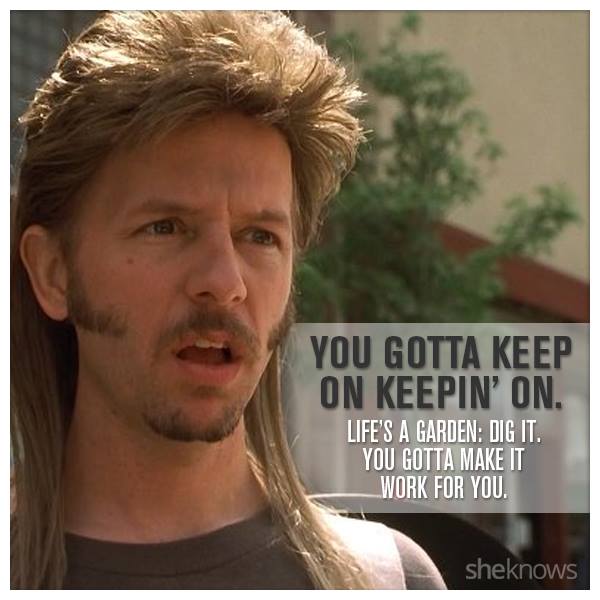 YOU GOTTA KEEP
ON KEEPIN' ON.
LIFE'S A GARDEN: DIG IT.
YOU GOTTA MAKE IT
WORK FOR YOU.
sheknows